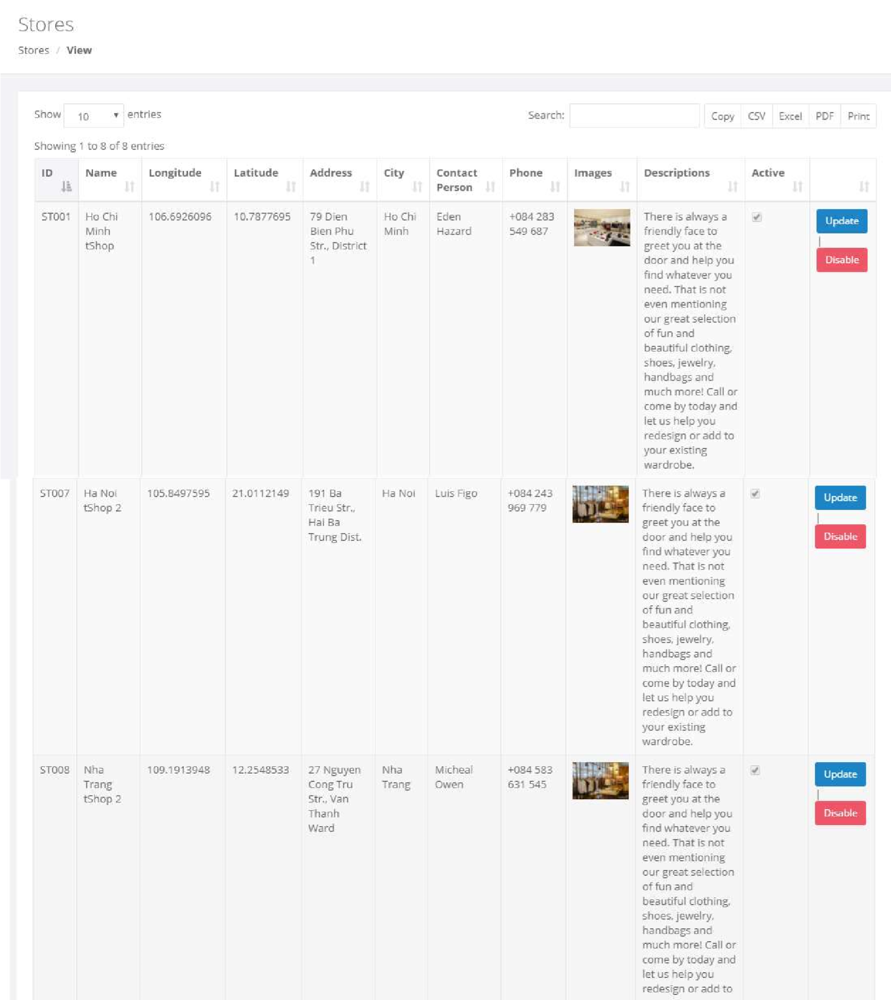 Stores
Stores / View
Show 10 entries
Search:
Copy CSV Excel PDF Print
Showing 1 to 8 of 8 entries
ID Name Longitude Latitude Address City Contact Person Phone Images Descriptions Active
ST001
Ho Chi
Minh
tShop
106.6926096
10.7877695
79 Dien
Bien Phu
Str., District
1
Ho Chi
Minh
Eden
Hazard
+084 283
549 687
There is always a
friendly face to
greet you at the
door and help you
find whatever you
need. That is not
even mentioning
our great selection
of fun and
beautiful clothing,
shoes, jewelry,
handbags and
much more! Call or
come by today and
let us help you
redesign or add to
your existing
wardrobe.
Update
|
Disable
ST007
Ha Noi
tShop 2
105.8497595
21.0112149
191 Ba
Trieu Str.,
Hai Ba
Trung Dist.
Ha Noi
Luis Figo
+084 243
969 779
There is always a
friendly face to
greet you at the
door and help you
find whatever you
need. That is not
even mentioning
our great selection
of fun and
beautiful clothing,
shoes, jewelry,
handbags and
much more! Call or
come by today and
let us help you
redesign or add to
your existing
wardrobe.
Update
|
Disable
ST008
Nha
Trang
tShop 2
109.1913948
12.2548533
27 Nguyen
Cong Tru
Str., Van
Thanh
Ward
Nha
Trang
Micheal
Owen
+084 583
631 545
There is always a
friendly face to
greet you at the
door and help you
find whatever you
need. That is not
even mentioning
our great selection
of fun and
beautiful clothing,
shoes, jewelry,
handbags and
much more! Call or
come by today and
let us help you
redesign or add to
Update
|
Disable